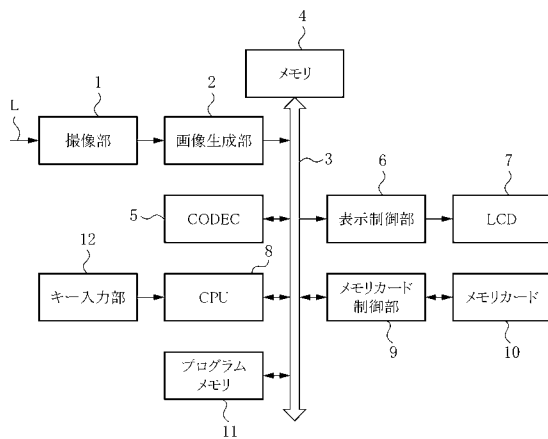 4
メモリ
1
2
L
撮像部
画像生成部
3
6
7
5
CODEC
表示制御部
LCD
12
8
キー入力部
CPU
メモリカード
制御部
メモリカード
9
10
プログラム
メモリ
11